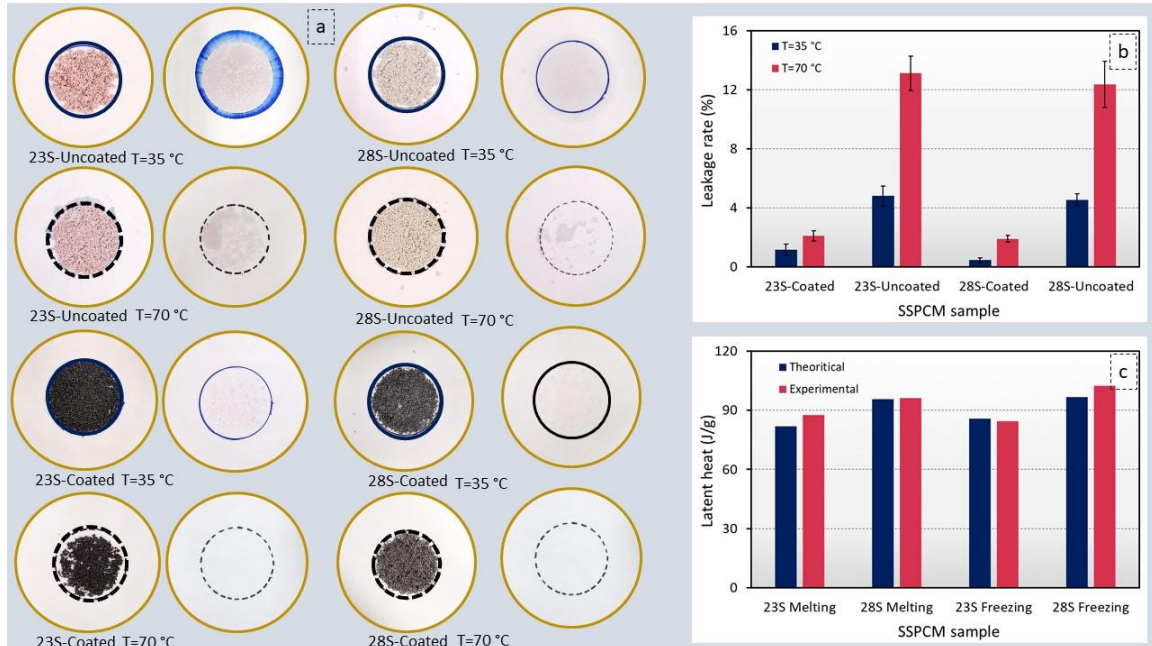 a
23S-Uncoated T=35 °C
28S-Uncoated T=35 °C
23S-Uncoated T=70 °C
28S-Uncoated T=70 °C
23S-Coated T=35 °C
28S-Coated T=35 °C
23S-Coated T=70 °C
28S-Coated T=70 °C
b
T=35 °C
T=70 °C
Leakage rate (%)
16
12
8
4
0
23S-Coated 23S-Uncoated 28S-Coated 28S-Uncoated
SSPCM sample
c
Theoritical
Experimental
Latent heat (J/g)
120
90
60
30
0
23S Melting 28S Melting 23S Freezing 28S Freezing
SSPCM sample